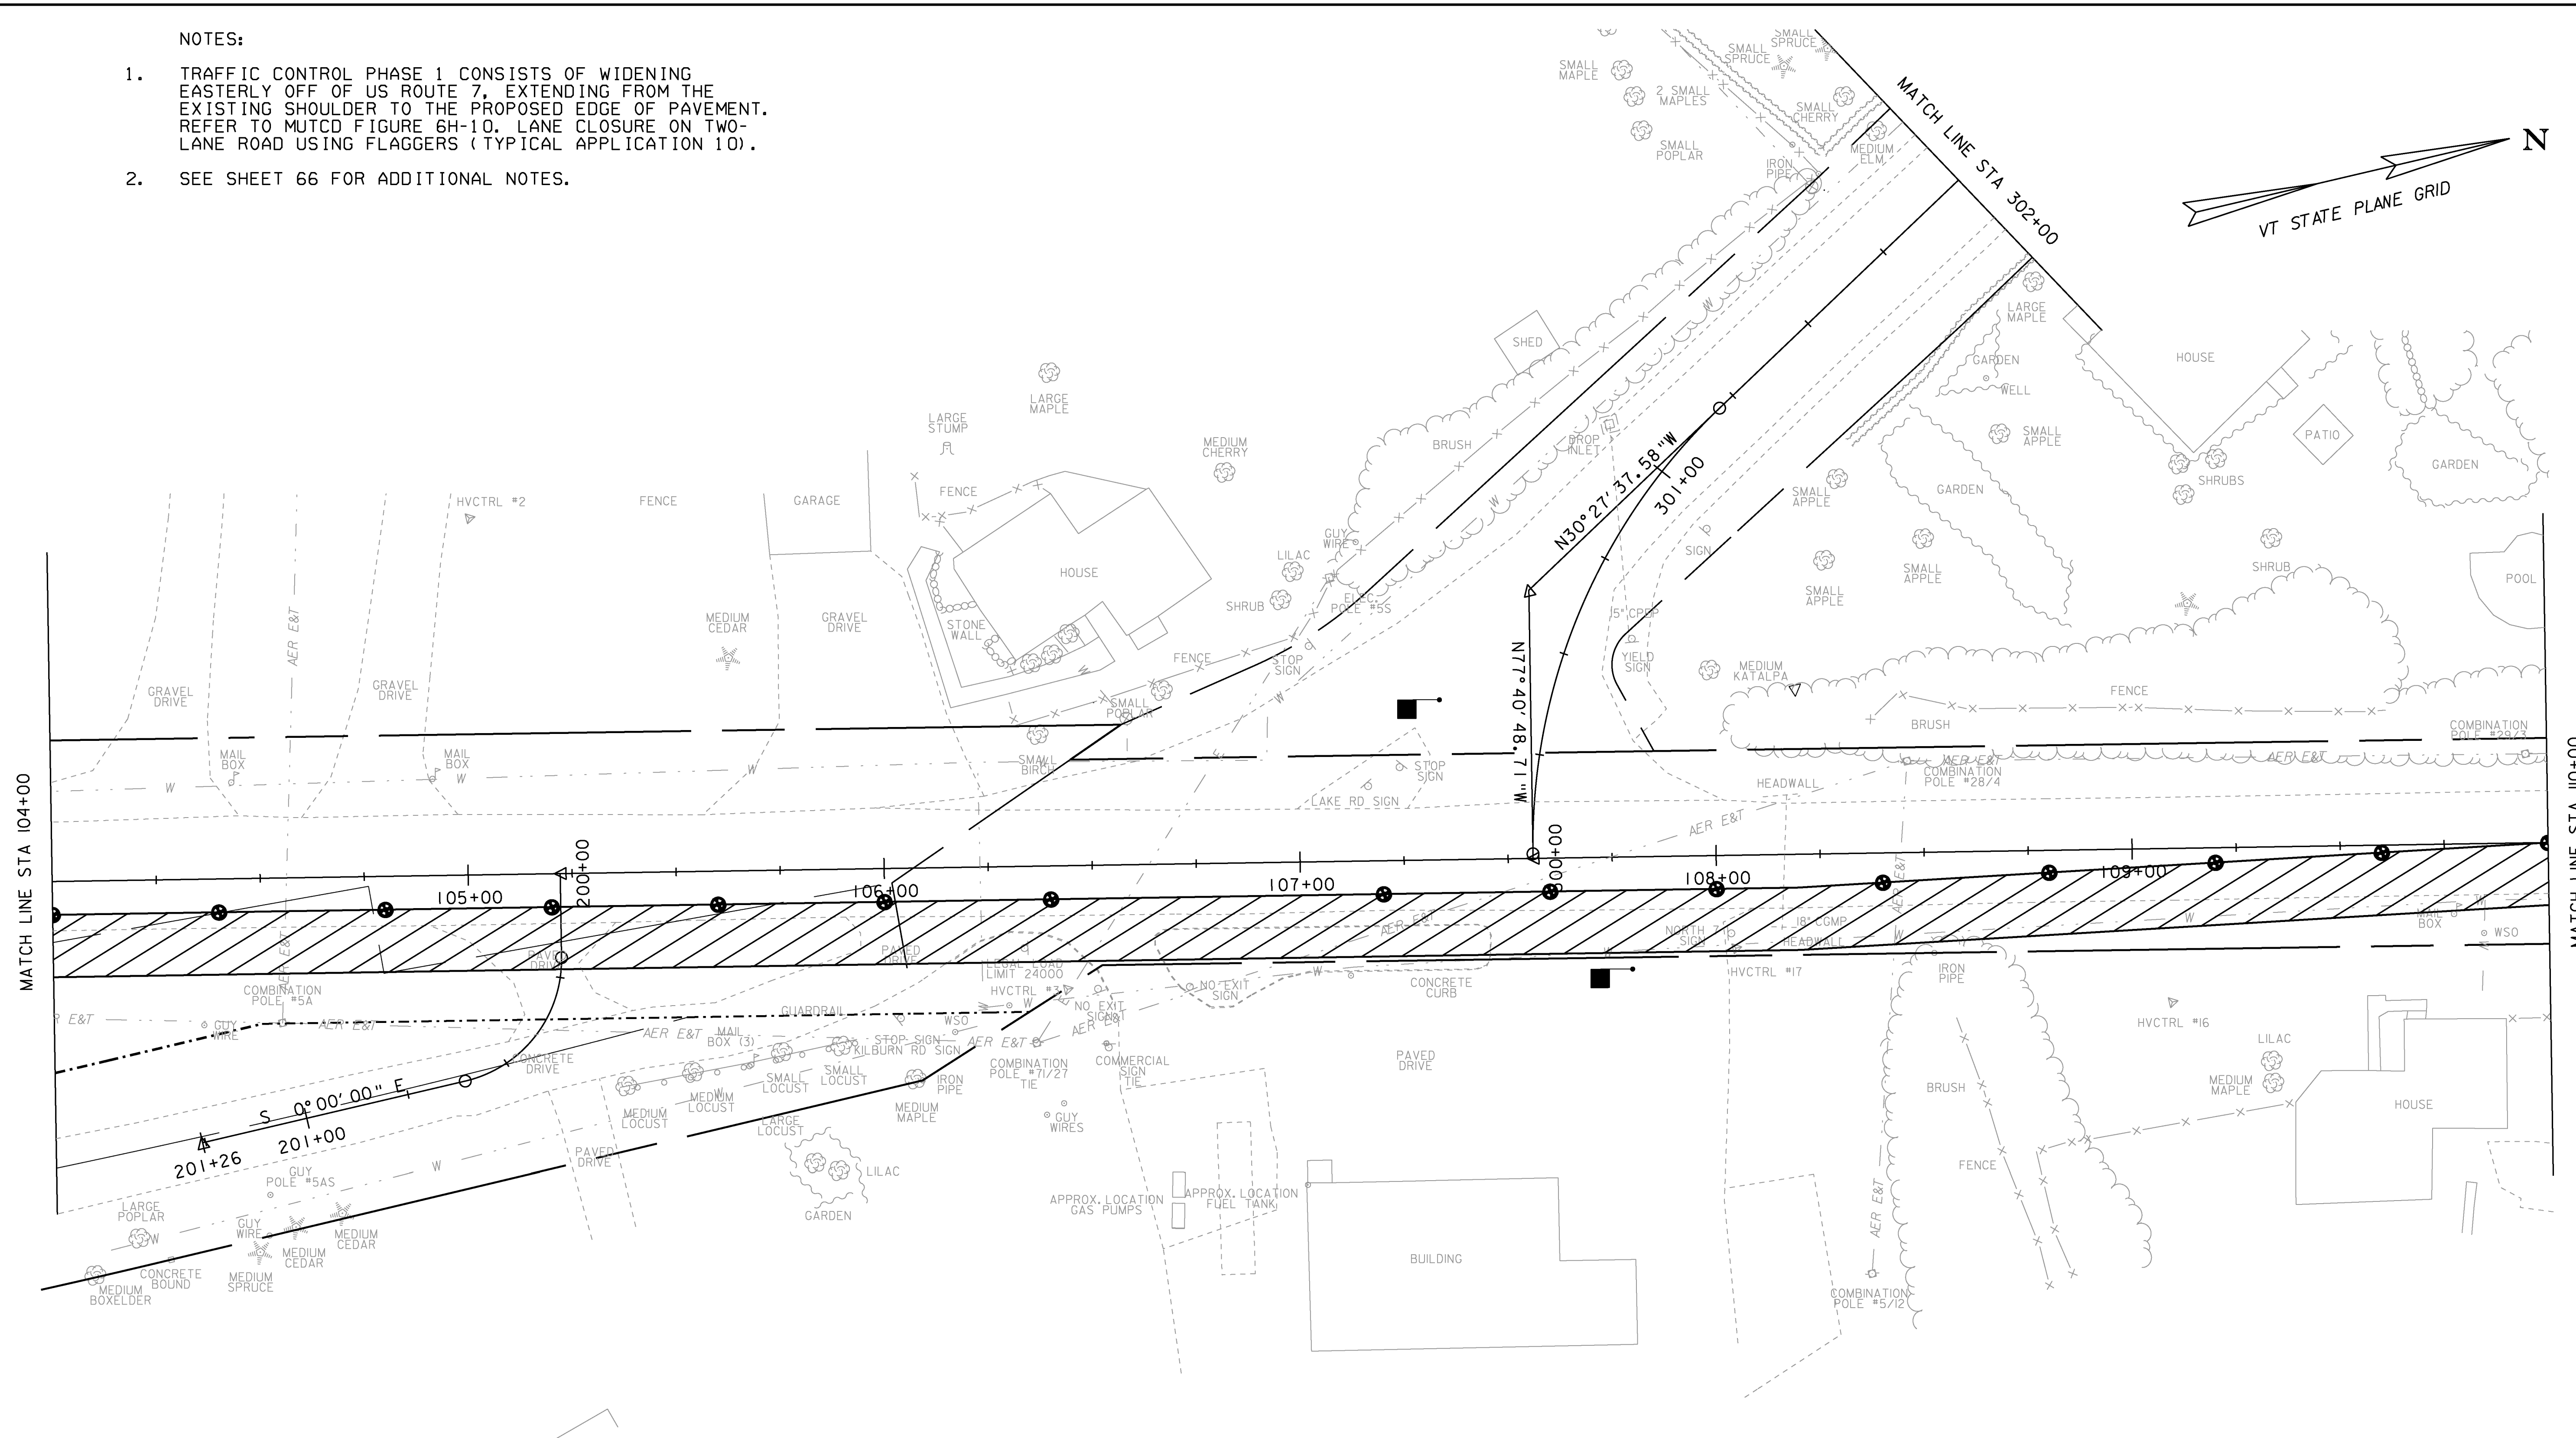 NOTES:
1. TRAFFIC CONTROL PHASE 1 CONSISTS OF WIDENING
EASTERLY OFF OF US ROUTE 7, EXTENDING FROM THE
EXISTING SHOULDER TO THE PROPOSED EDGE OF PAVEMENT.
REFER TO MUTCD FIGURE 6H-10. LANE CLOSURE ON TWO-
LANE ROAD USING FLAGGERS (TYPICAL APPLICATION 10).
2. SEE SHEET 66 FOR ADDITIONAL NOTES.
SMALL
MAPLE
SMALL
SPRUCE
SMALL
SPRUCE
2 SMALL
MAPLES
SMALL
CHERRY
SMALL
POPLAR
IRON
PIPE
MEDIUM
ELM
MATCH LINE STA 302+00
N
VT STATE PLANE GRID
LARGE
MAPLE
GARDEN
WELL
HOUSE
SHED
LARGE
MAPLE
LARGE
STUMP
MEDIUM
CHERRY
BRUSH
DROP
INLET
W
W
N30°27'37.58"W
301+00
SMALL
APPLE
PATIO
GARDEN
SHRUBS
SMALL
APPLE
GARDEN
HVCTRL #2
FENCE
GARAGE
FENCE
GUY
WIRE
SIGN
LILAC
HOUSE
SHRUB
ELEC.
POLE #5S
SMALL
APPLE
SMALL
APPLE
SHRUB
POOL
AER E&T
MEDIUM
CEDAR
GRAVEL
DRIVE
STONE
WALL
15" CPEP
YIELD
SIGN
N77°40'48.71"W
FENCE
STOP
SIGN
W
MEDIUM
KATALPA
FENCE
BRUSH
GRAVEL
DRIVE
GRAVEL
DRIVE
SMALL
POPLAR
SMALL
BIRCH
W
COMBINATION
POLE #29/3
MAIL
BOX
MAIL
BOX
W
W
W
STOP
SIGN
LAKE RD SIGN
HEADWALL
AER E&T
COMBINATION
POLE #28/4
AER E&T
AER E&T
MATCH LINE STA 104+00
MATCH LINE STA 110+00
105+00
200+00
106+00
107+00
300+00
108+00
109+00
AER E&T
AER E&T
AER E&T
18" CGMP
W
W
W
MAIL
BOX
WSO
NORTH 7
SIGN
HEADWALL
PAVED
DRIVE
PAVED
DRIVE
LEGAL LOAD
LIMIT 24000
W
W
HVCTRL #17
IRON
PIPE
CONCRETE
CURB
COMBINATION
POLE #5A
HVCTRL #3
W
NO EXIT
SIGN
NO EXIT
SIGN
GUARDRAIL
HVCTRL #16
AER E&T
GUY
WIRE
AER E&T
MAIL
BOX (3)
WSO
STOP SIGN
KILBURN RD SIGN
AER E&T
AER E&T
LILAC
CONCRETE
DRIVE
COMBINATION
POLE #71/27
TIE
COMMERCIAL
SIGN
TIE
PAVED
DRIVE
SMALL
LOCUST
SMALL
LOCUST
IRON
PIPE
BRUSH
MEDIUM
MAPLE
HOUSE
S 0°00'00" E
MEDIUM
LOCUST
W
MEDIUM
LOCUST
LARGE
LOCUST
MEDIUM
MAPLE
GUY
WIRES
201+00
201+26
W
PAVED
DRIVE
FENCE
GUY
POLE #5AS
LILAC
APPROX. LOCATION
GAS PUMPS
APPROX. LOCATION
FUEL TANK
AER E&T
LARGE
POPLAR
W
GUY
WIRE
MEDIUM
CEDAR
MEDIUM
CEDAR
GARDEN
BUILDING
MEDIUM
BOXELDER
CONCRETE
BOUND
MEDIUM
SPRUCE
COMBINATION
POLE #5/12